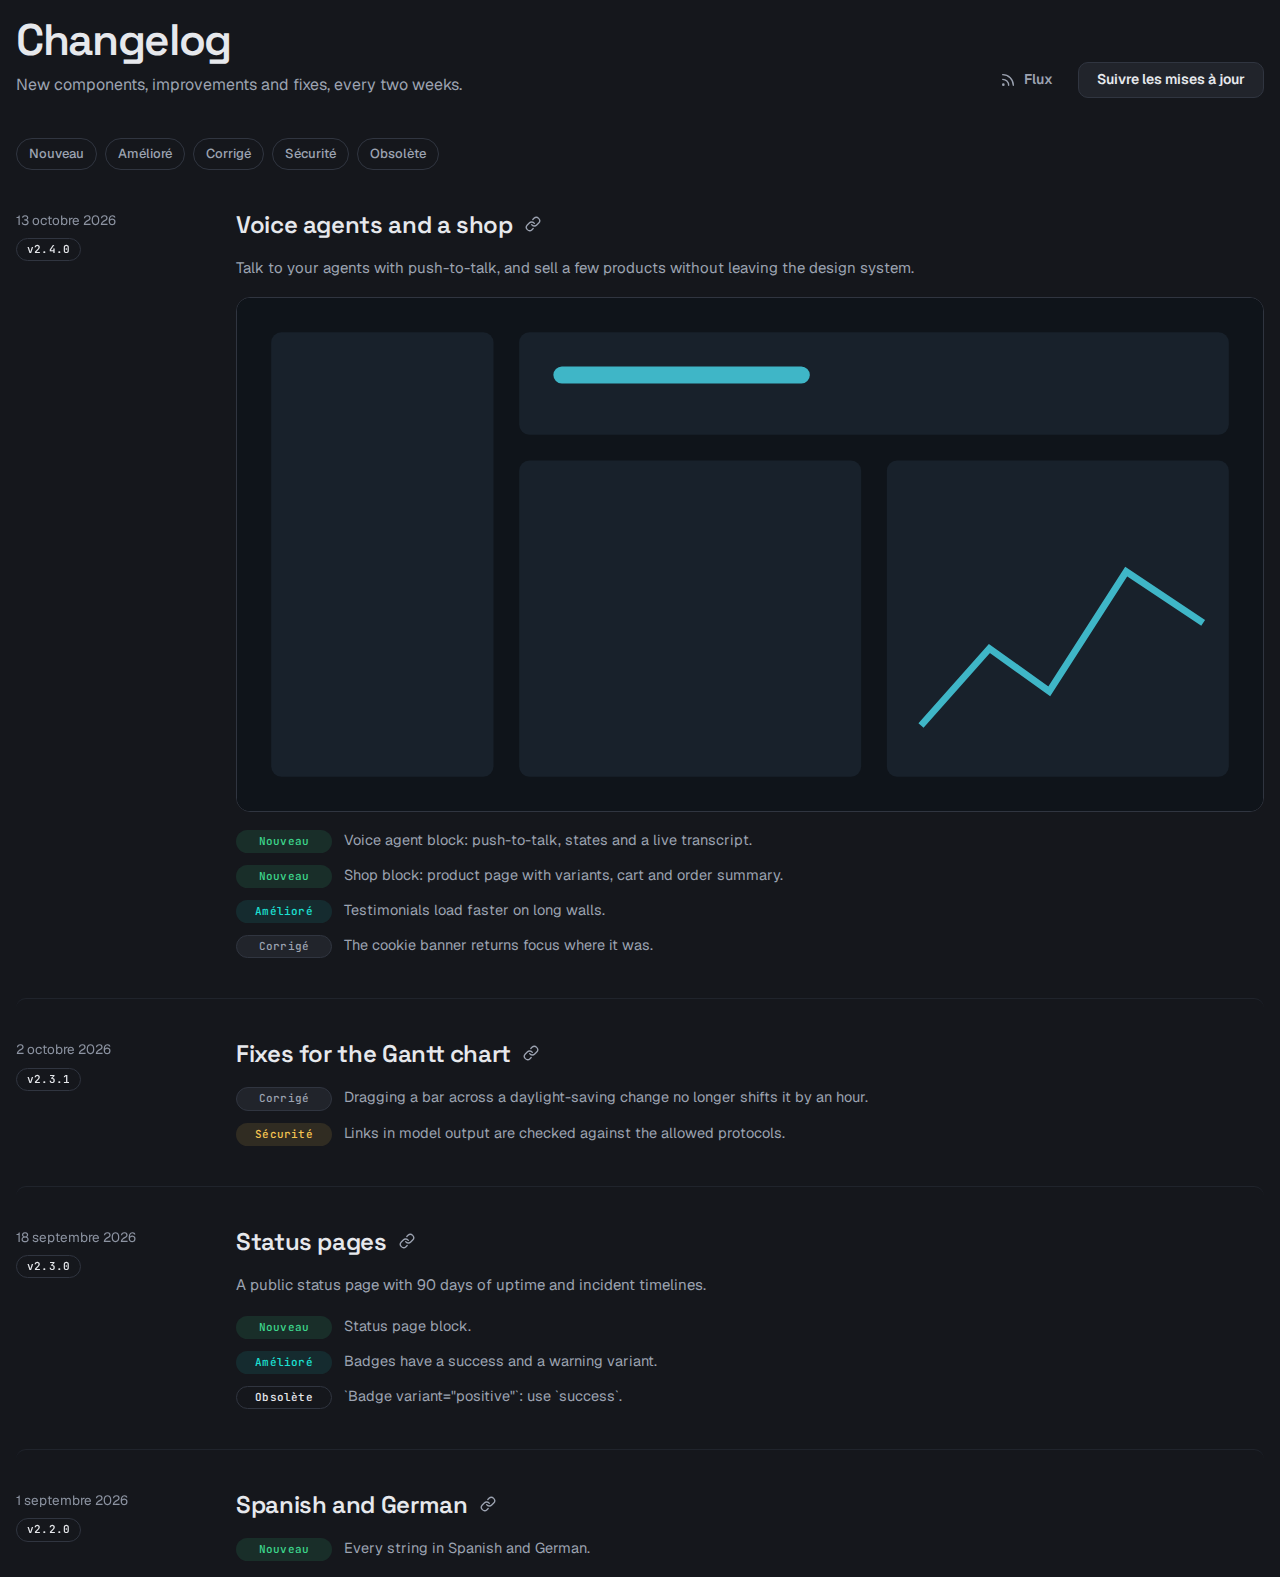 Changelog
New components, improvements and fixes, every two weeks.
Flux
Suivre les mises à jour
Nouveau
Amélioré
Corrigé
Sécurité
Obsolète
13 octobre 2026
v2.4.0
Voice agents and a shop
Talk to your agents with push-to-talk, and sell a few products without leaving the design system.
Nouveau Voice agent block: push-to-talk, states and a live transcript.
Nouveau Shop block: product page with variants, cart and order summary.
Amélioré Testimonials load faster on long walls.
Corrigé The cookie banner returns focus where it was.
2 octobre 2026
v2.3.1
Fixes for the Gantt chart
Corrigé Dragging a bar across a daylight-saving change no longer shifts it by an hour.
Sécurité Links in model output are checked against the allowed protocols.
18 septembre 2026
v2.3.0
Status pages
A public status page with 90 days of uptime and incident timelines.
Nouveau Status page block.
Amélioré Badges have a success and a warning variant.
Obsolète `Badge variant="positive"`: use `success`.
1 septembre 2026
v2.2.0
Spanish and German
Nouveau Every string in Spanish and German.